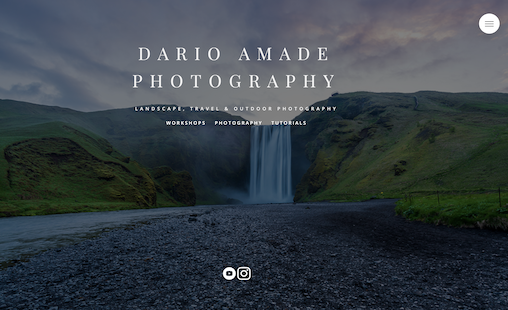 DARIO AMADE
PHOTOGRAPHY
LANDSCAPE, TRAVEL & OUTDOOR PHOTOGRAPHY
WORKSHOPS PHOTOGRAPHY TUTORIALS